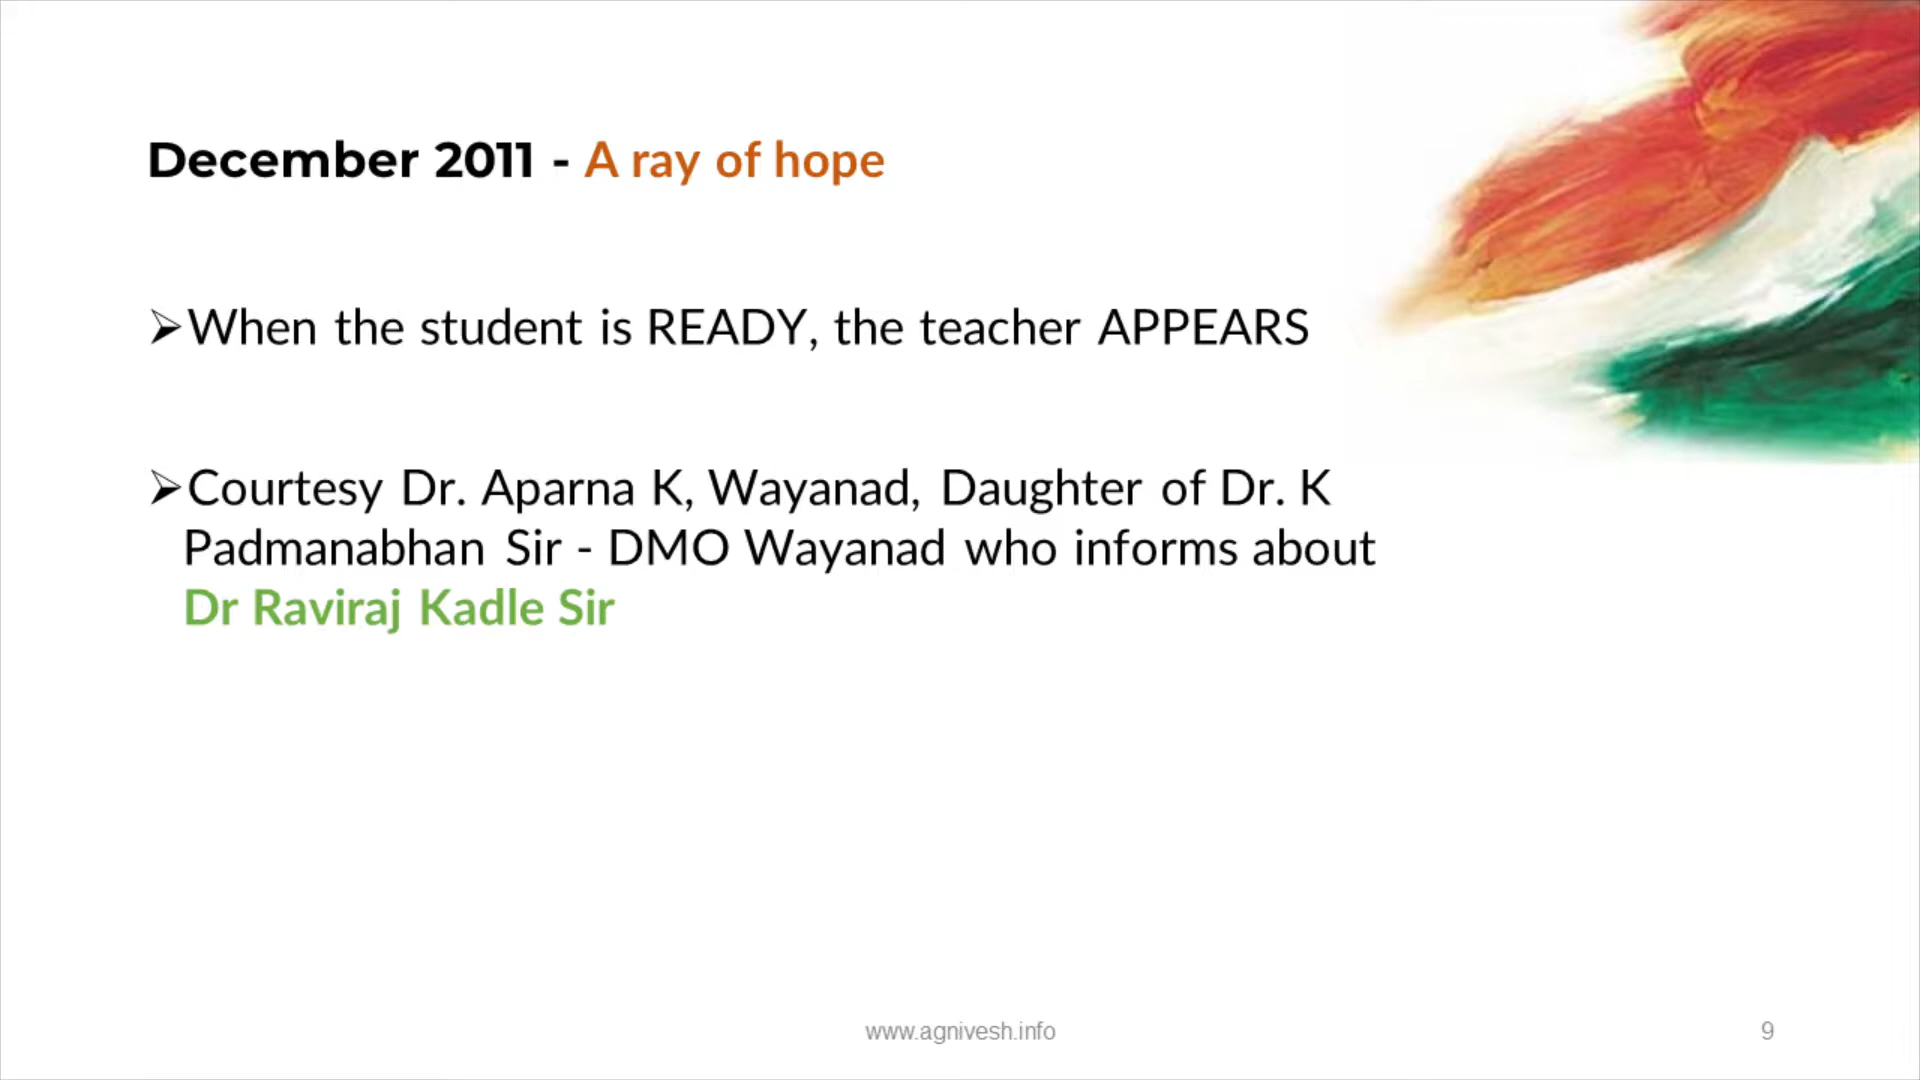 December 2011 - A ray of hope
➢When the student is READY, the teacher APPEARS
➢Courtesy Dr. Aparna K, Wayanad, Daughter of Dr. K
Padmanabhan Sir - DMO Wayanad who informs about
Dr Raviraj Kadle Sir
www.agnivesh.info
9